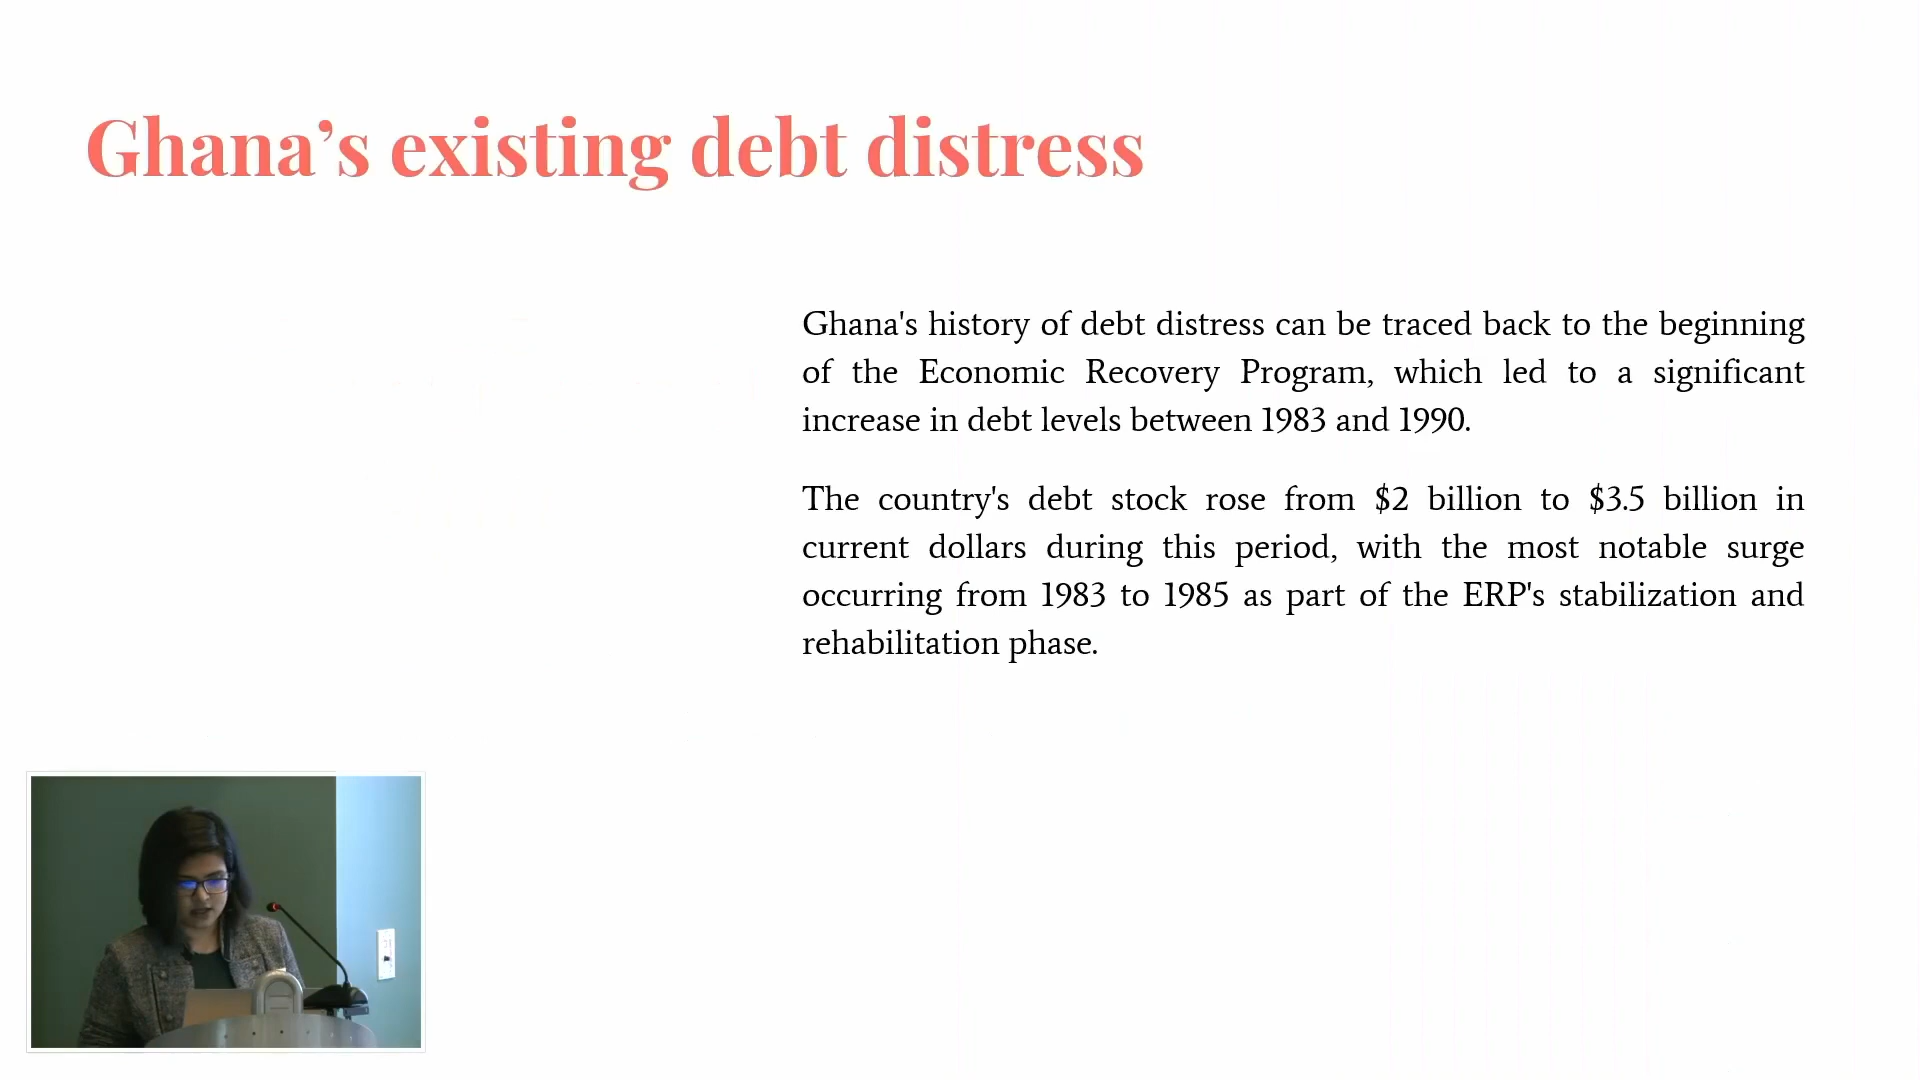 Ghana’s existing debt distress
Ghana's history of debt distress can be traced back to the beginning
of the Economic Recovery Program, which led to a significant
increase in debt levels between 1983 and 1990.
The country's debt stock rose from $2 billion to $3.5 billion in
current dollars during this period, with the most notable surge
occurring from 1983 to 1985 as part of the ERP's stabilization and
rehabilitation phase.